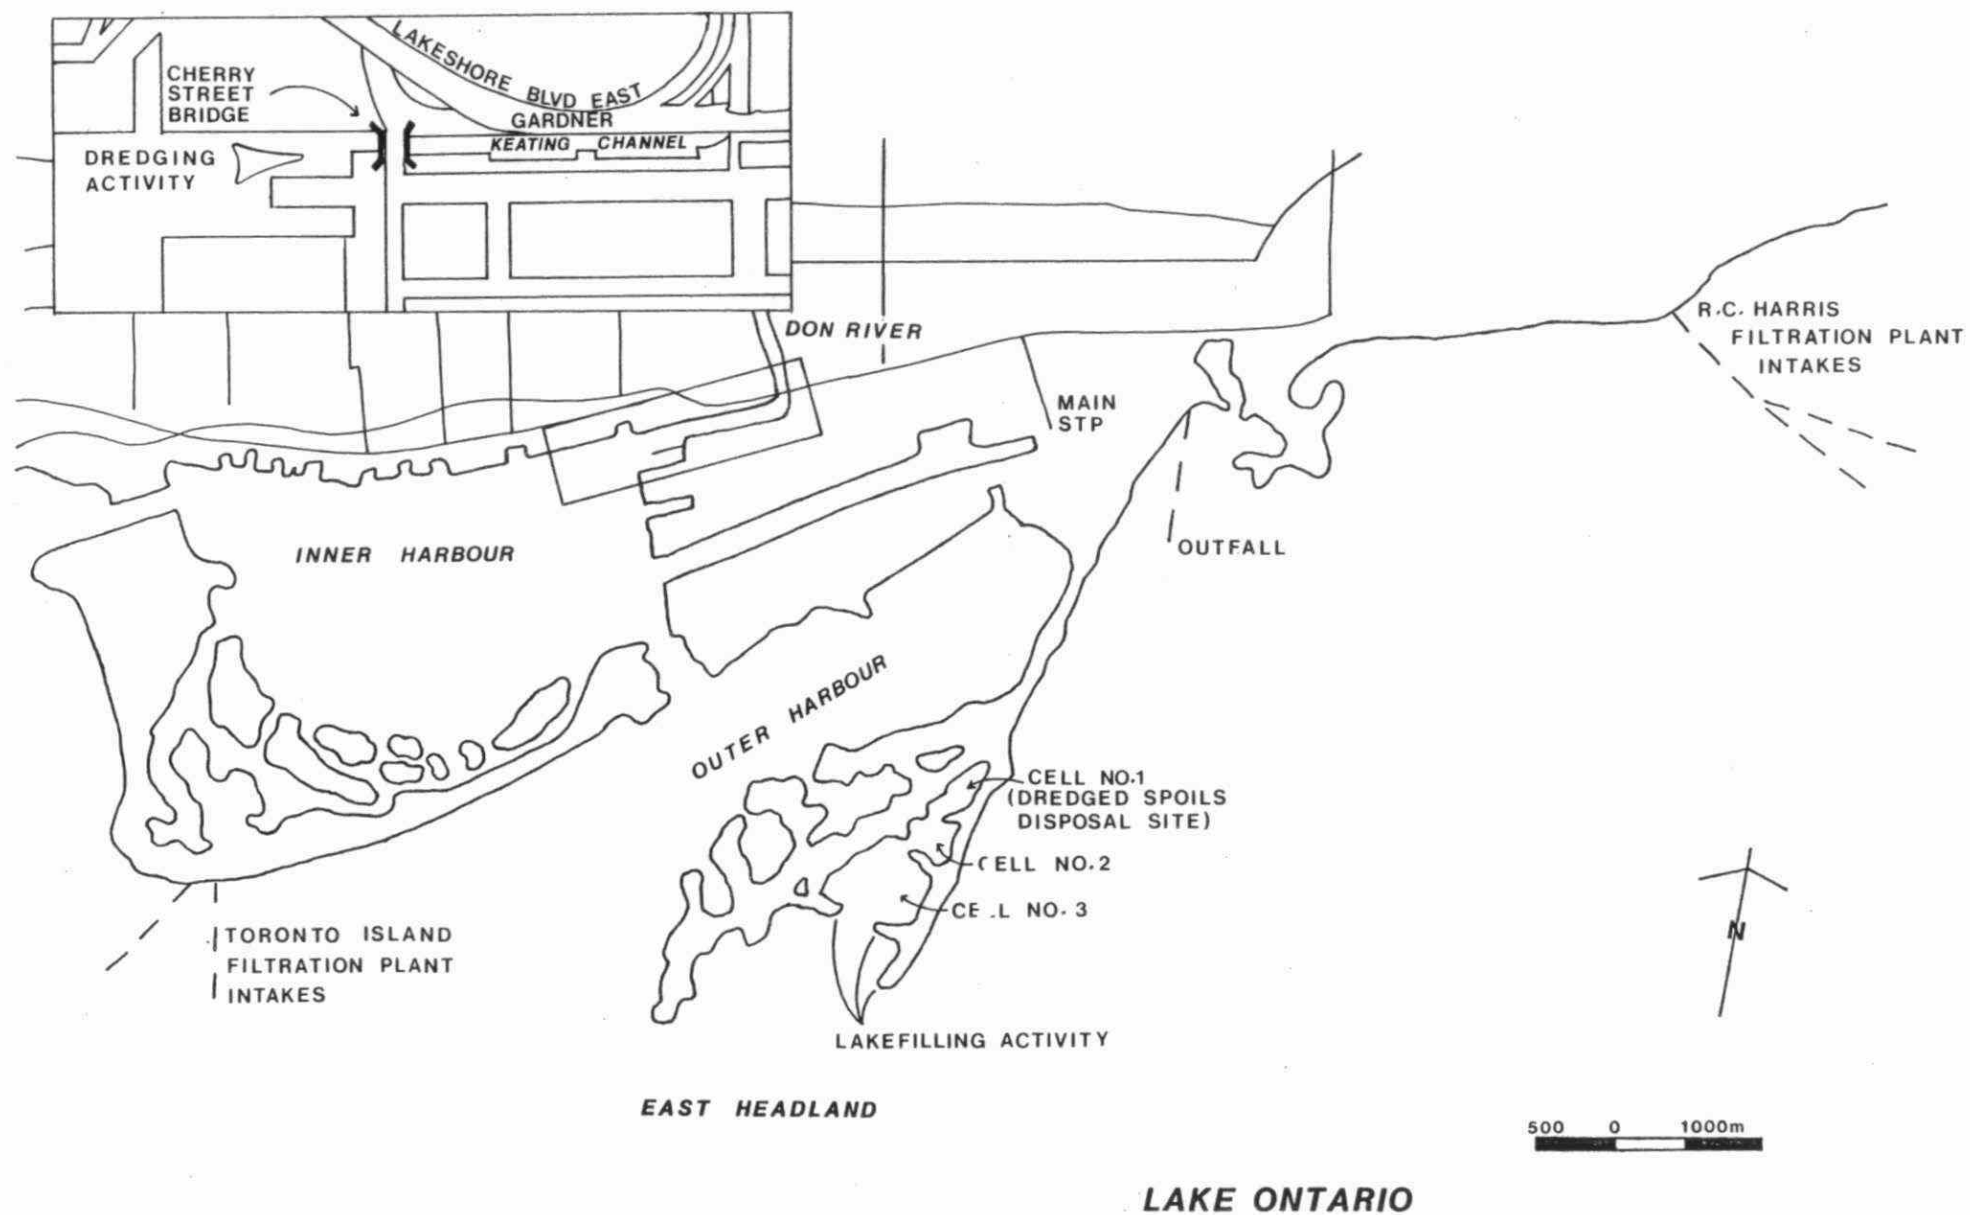 LAKESHORE BLVD EAST
GARDNER
CHERRY
STREET
BRIDGE
KEATING CHANNEL
DREDGING
ACTIVITY
DON RIVER
R.C. HARRIS
FILTRATION PLANT
INTAKES
MAIN
STP
OUTFALL
INNER HARBOUR
OUTER HARBOUR
CELL NO.1
(DREDGED SPOILS
DISPOSAL SITE)
CELL NO.2
CELL NO.3
TORONTO ISLAND
FILTRATION PLANT
INTAKES
LAKEFILLING ACTIVITY
EAST HEADLAND
N
500 0 1000m
LAKE ONTARIO